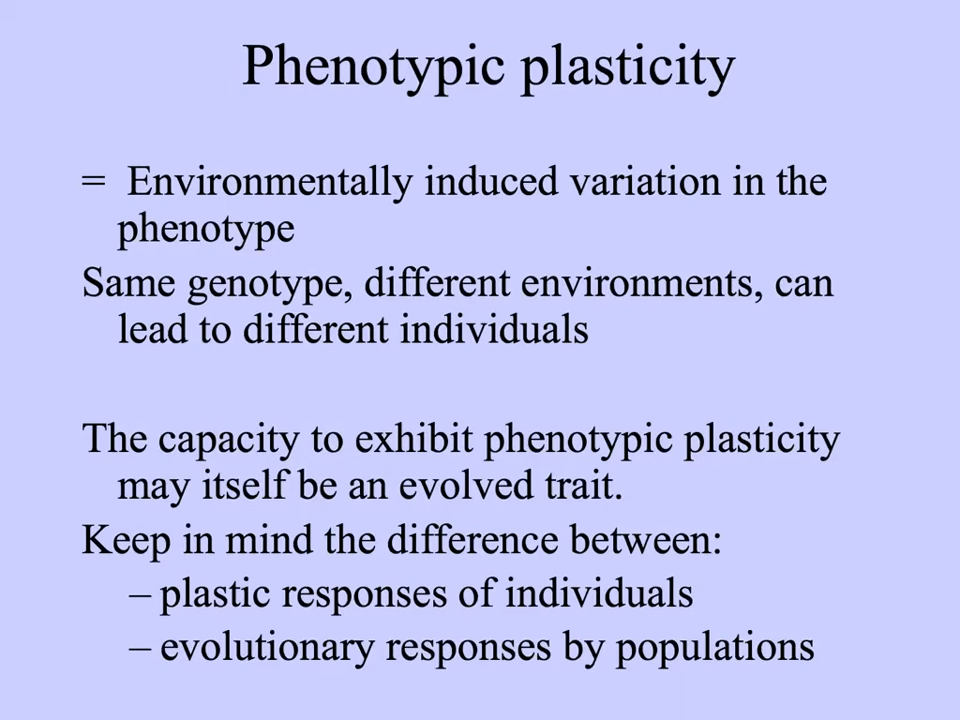 Phenotypic plasticity
= Environmentally induced variation in the
phenotype
Same genotype, different environments, can
lead to different individuals
The capacity to exhibit phenotypic plasticity
may itself be an evolved trait.
Keep in mind the difference between:
– plastic responses of individuals
– evolutionary responses by populations